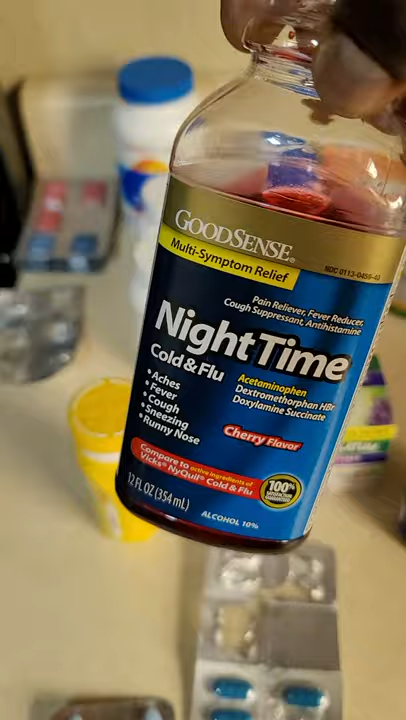 GOODSENSE®
Multi-Symptom Relief
NDC 0113-0459-40
Pain Reliever, Fever Reducer,
Cough Suppressant, Antihistamine
NightTime
Cold & Flu
Acetaminophen
Dextromethorphan HBr
Doxylamine Succinate
• Aches
• Fever
• Cough
• Sneezing
• Runny Nose
Cherry Flavor
Compare to active ingredients of
Vicks® NyQuil® Cold & Flu
100%
SATISFACTION
GUARANTEED
12 FL OZ (354 mL)
ALCOHOL 10%